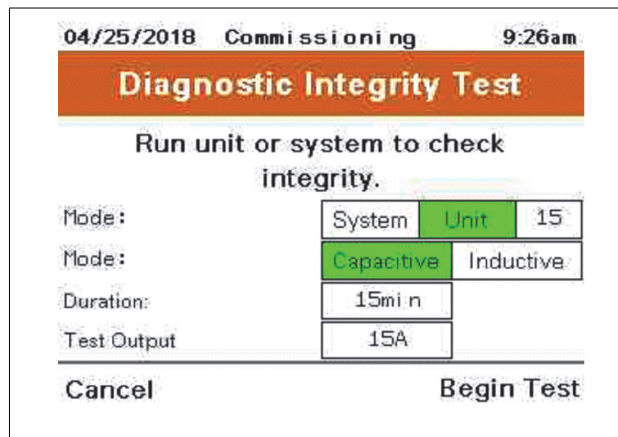 04/25/2018 Commissioning 9:26am
Diagnostic Integrity Test
Run unit or system to check
integrity.
Mode: System Unit 15
Mode: Capacitive Inductive
Duration: 15min
Test Output 15A
Cancel Begin Test